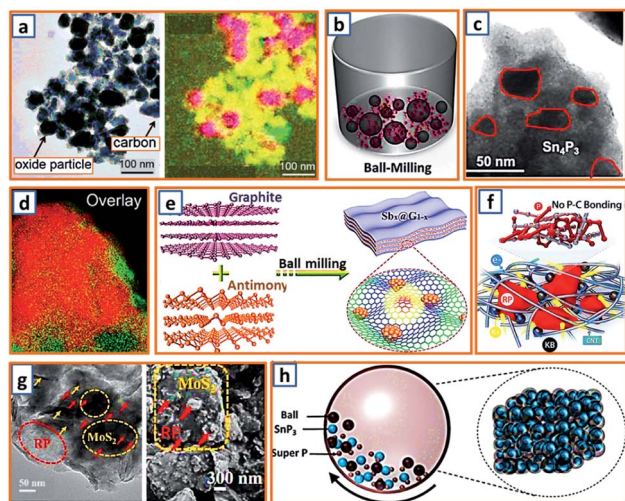 a
carbon
oxide particle
100 nm
100 nm
b
Ball-Milling
c
Sn₄P₃
50 nm
d
Overlay
e
Graphite
+
Antimony
Ball milling
Sbₓ@G₁₋ₓ
f
No P-C Bonding
P
e⁻
RP
KB
CNT
g
RP
MoS₂
50 nm
MoS₂
RP
300 nm
h
Ball
SnP₃
Super P